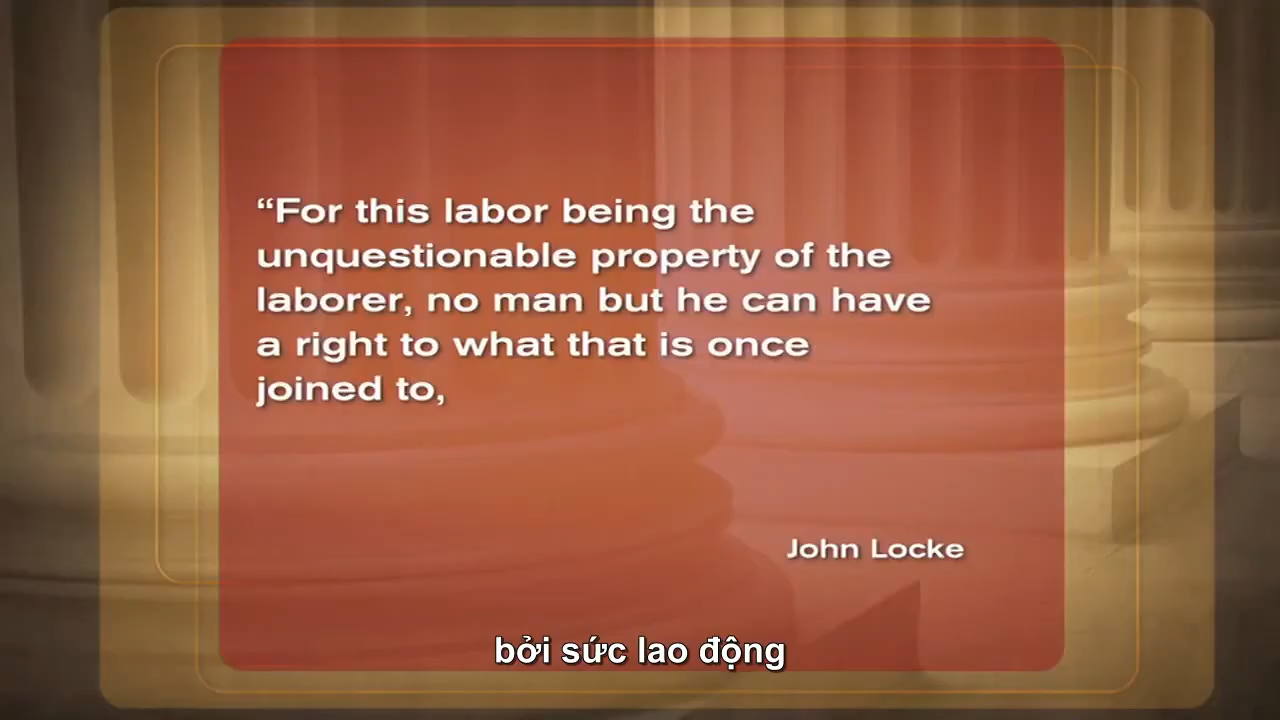 “For this labor being the
unquestionable property of the
laborer, no man but he can have
a right to what that is once
joined to,
John Locke
bởi sức lao động